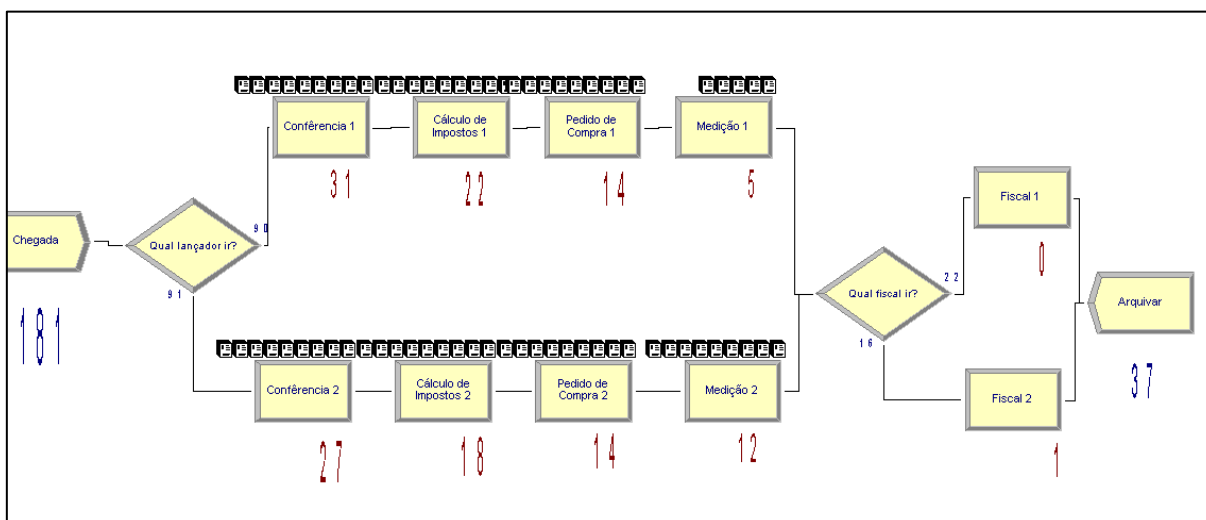 Confêrencia 1
Cálculo de
Impostos 1
Pedido de
Compra 1
Medição 1
31
22
14
5
Chegada
181
Qual lançador ir?
90
91
Confêrencia 2
Cálculo de
Impostos 2
Pedido de
Compra 2
Medição 2
27
18
14
12
Qual fiscal ir?
22
16
Fiscal 1
0
Fiscal 2
1
Arquivar
37